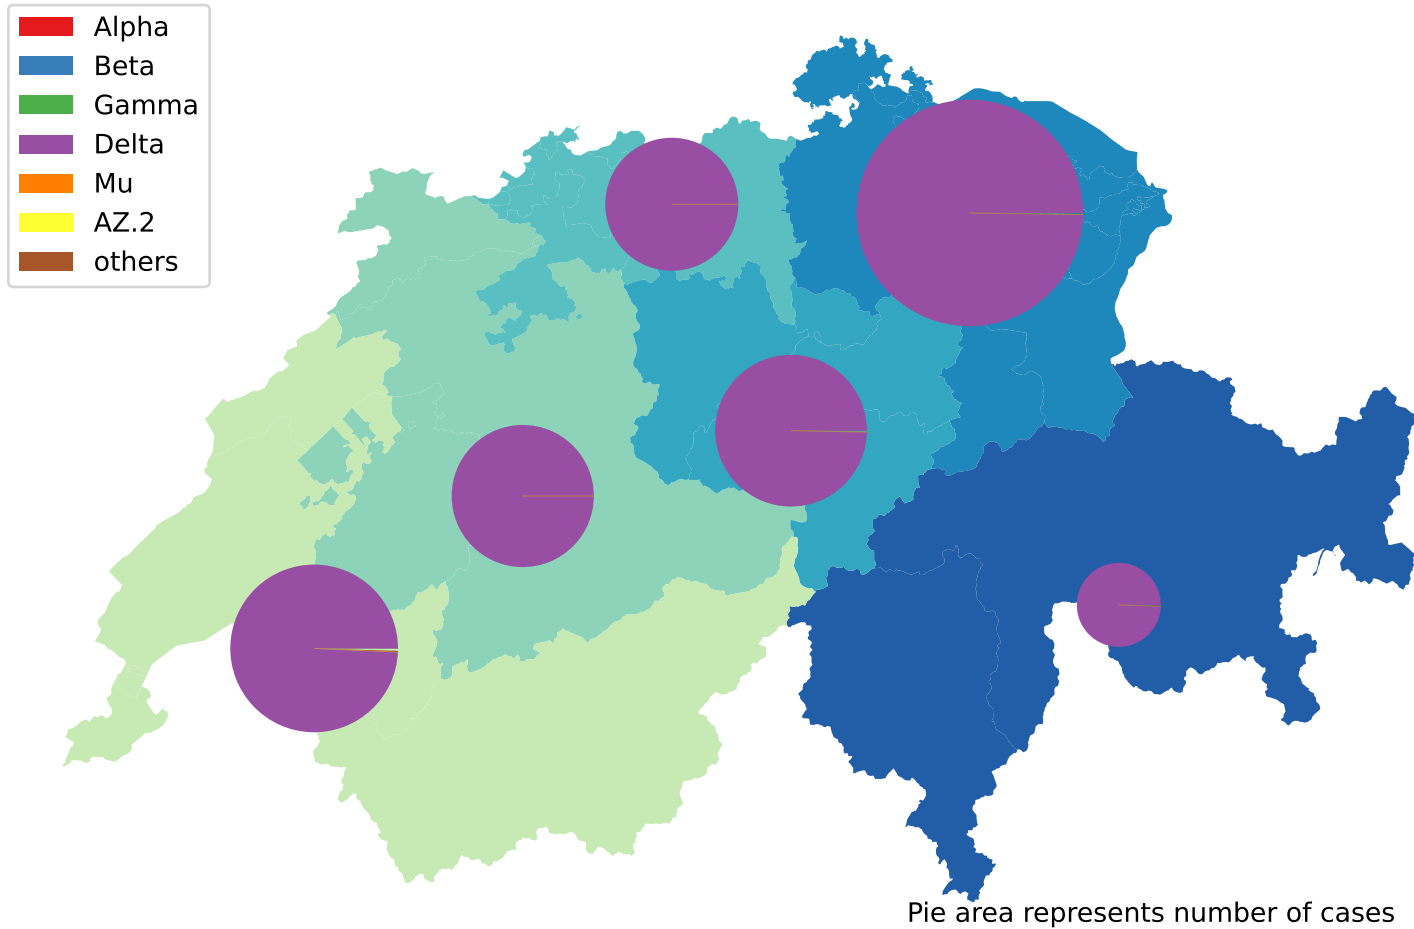 Alpha
Beta
Gamma
Delta
Mu
AZ.2
others
Pie area represents number of cases